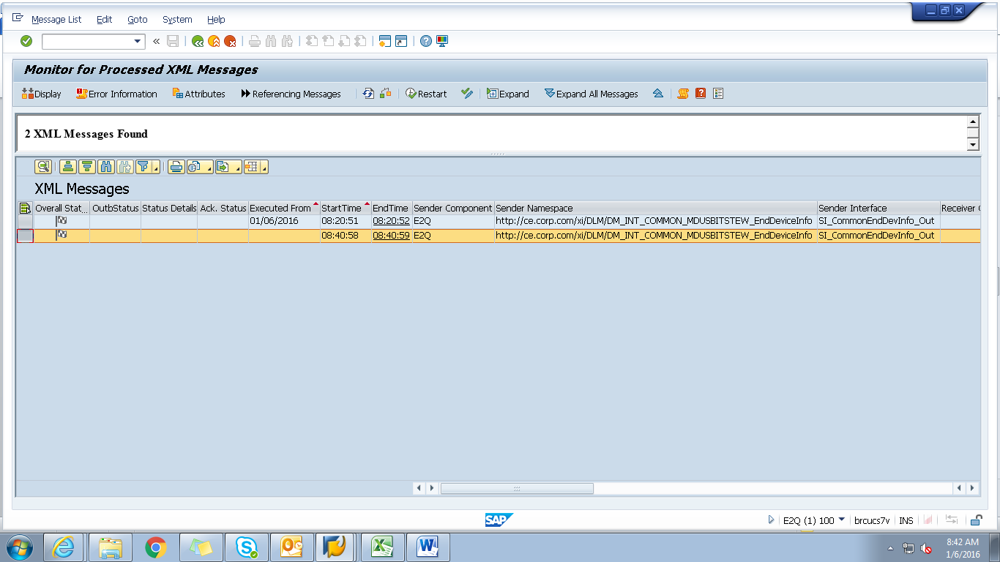 Message List Edit Goto System Help
Monitor for Processed XML Messages
Display Error Information Attributes Referencing Messages Restart Expand Expand All Messages
2 XML Messages Found
XML Messages
Overall Stat... OutbStatus Status Details Ack. Status Executed From StartTime EndTime Sender Component Sender Namespace Sender Interface Receiver
01/06/2016 08:20:51 08:20:52 E2Q http://ce.corp.com/xi/DLM/DM_INT_COMMON_MDUSBITSTEW_EndDeviceInfo SI_CommonEndDevInfo_Out
08:40:58 08:40:59 E2Q http://ce.corp.com/xi/DLM/DM_INT_COMMON_MDUSBITSTEW_EndDeviceInfo SI_CommonEndDevInfo_Out
SAP
E2Q (1) 100 brcucs7v INS
8:42 AM
1/6/2016